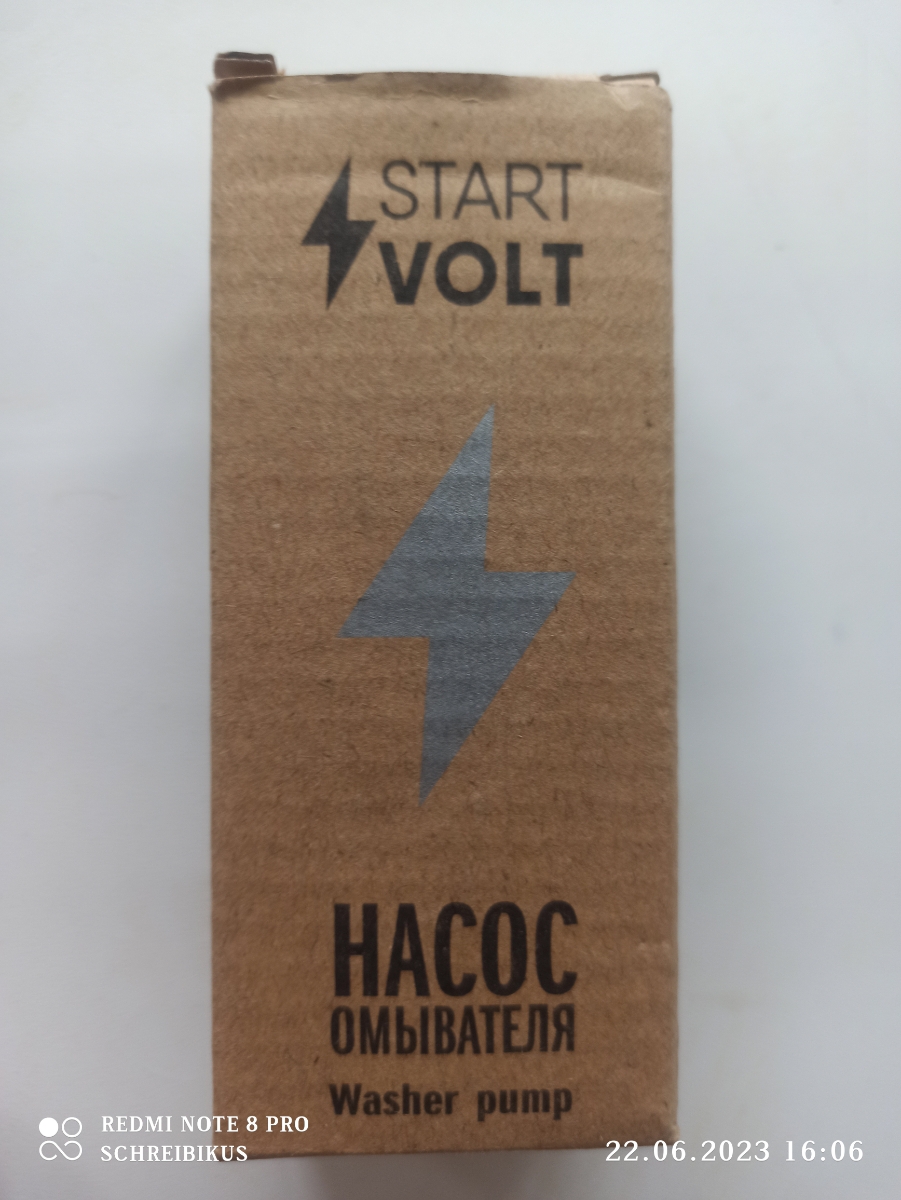 START
VOLT
НАСОС
ОМЫВАТЕЛЯ
Washer pump
REDMI NOTE 8 PRO
SCHREIBIKUS
22.06.2023 16:06